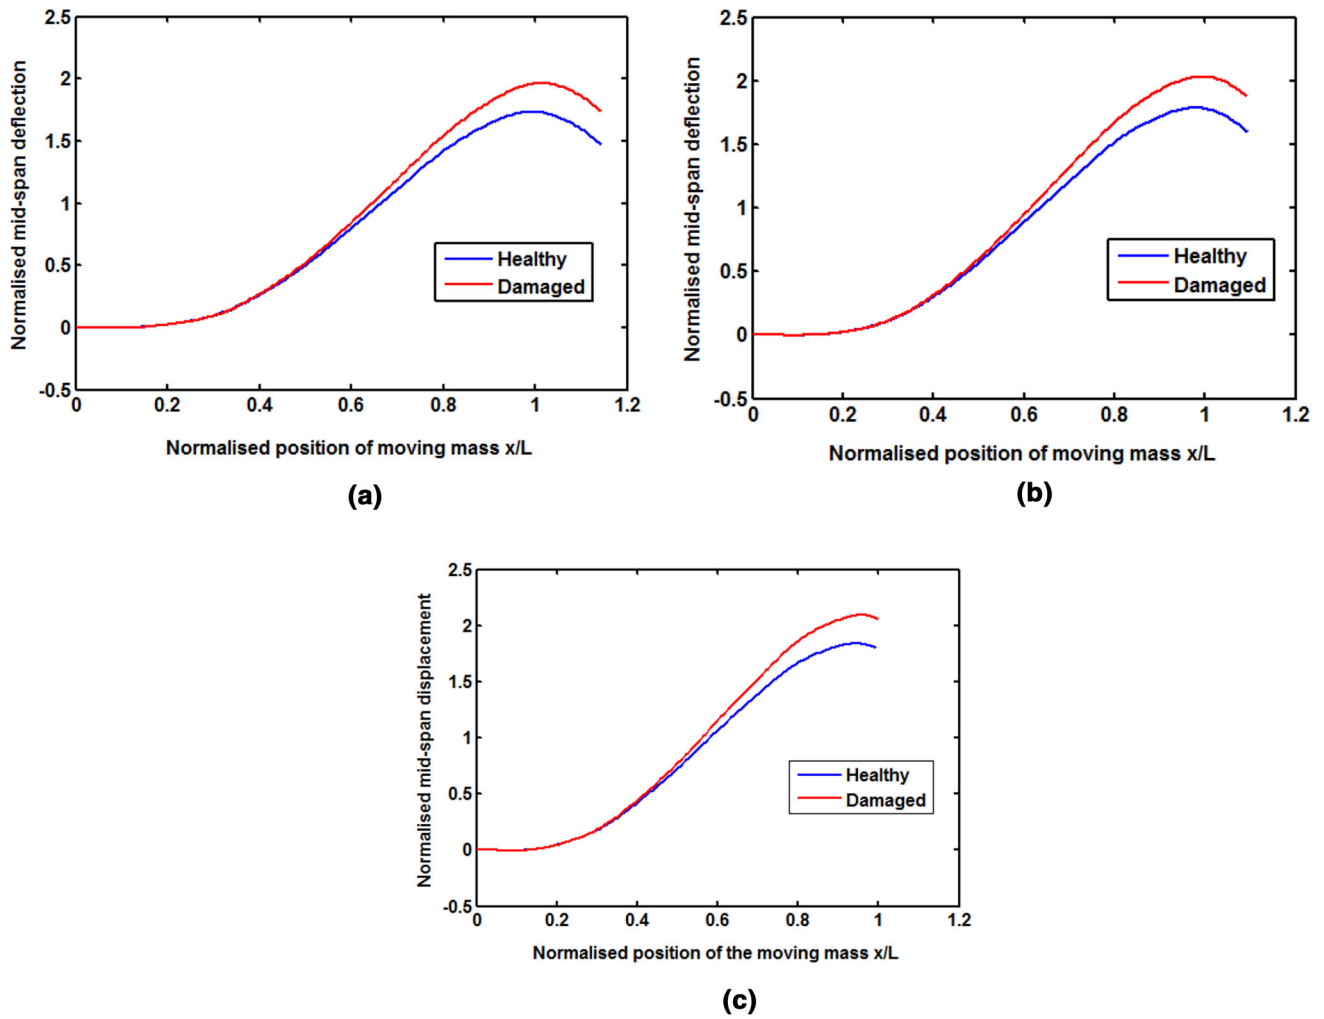 2.5
2
1.5
1
0.5
0
-0.5
Normalised mid-span deflection
Healthy
Damaged
0 0.2 0.4 0.6 0.8 1 1.2
Normalised position of moving mass x/L
(a)
2.5
2
1.5
1
0.5
0
-0.5
Normalised mid-span deflection
Healthy
Damaged
0 0.2 0.4 0.6 0.8 1 1.2
Normalised position of moving mass x/L
(b)
2.5
2
1.5
1
0.5
0
-0.5
Normalised mid-span displacement
Healthy
Damaged
0 0.2 0.4 0.6 0.8 1 1.2
Normalised position of the moving mass x/L
(c)